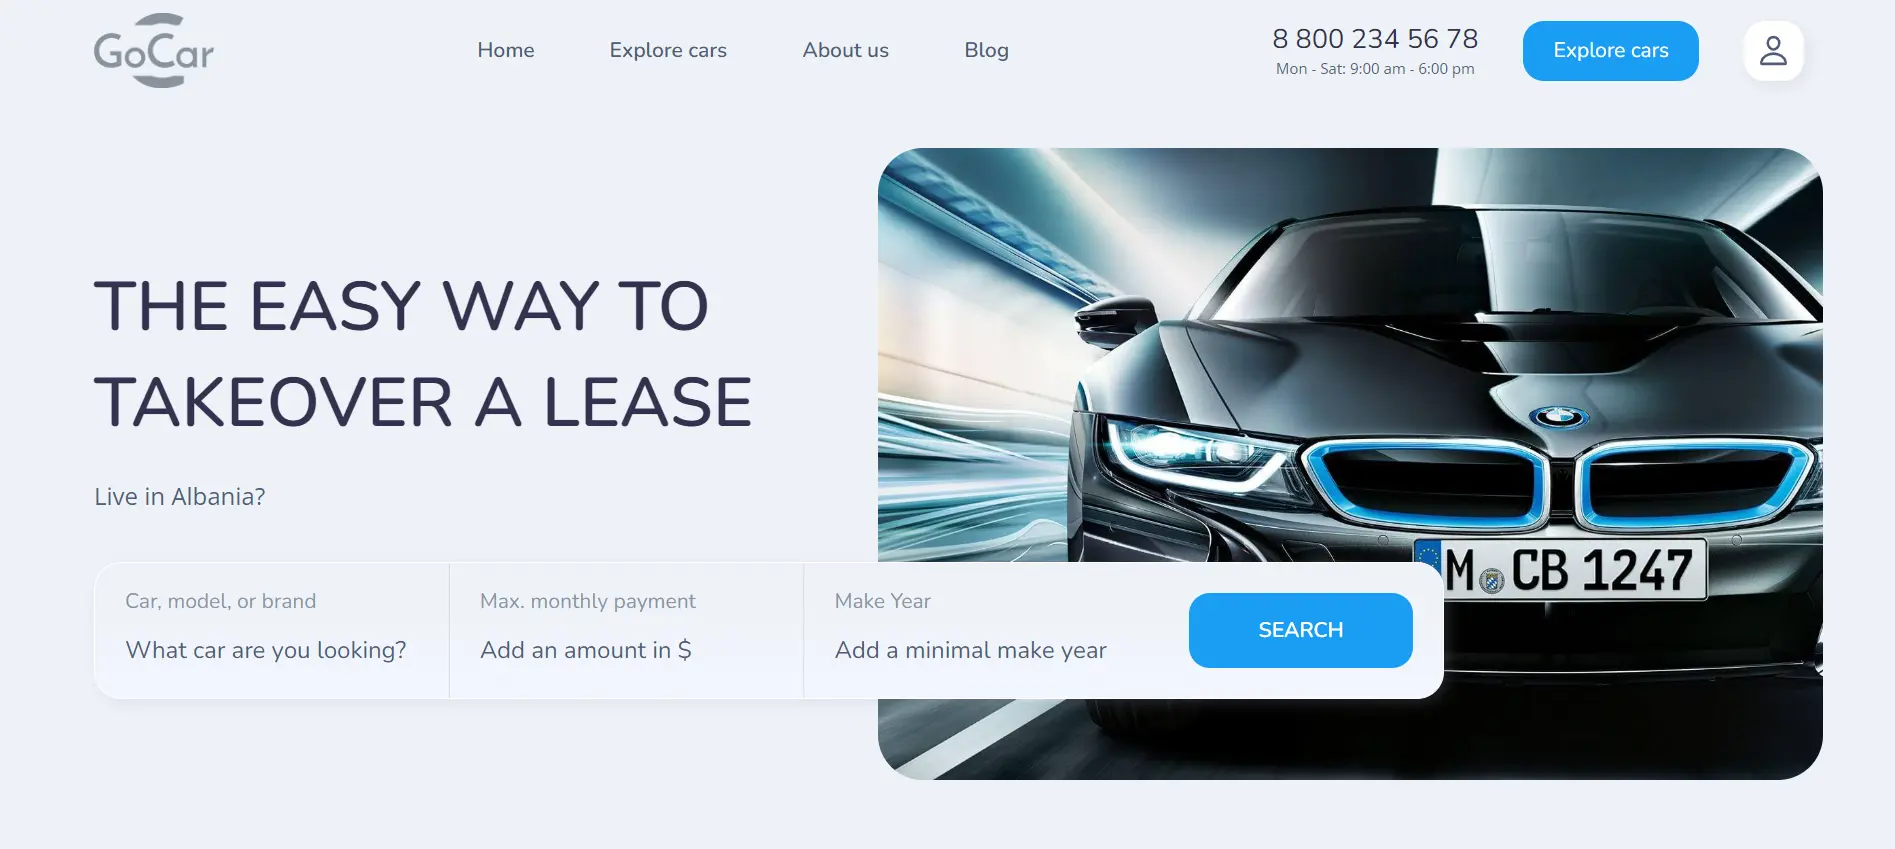 GoCar
Home
Explore cars
About us
Blog
8 800 234 56 78
Mon - Sat: 9:00 am - 6:00 pm
Explore cars
THE EASY WAY TO
TAKEOVER A LEASE
Live in Albania?
Car, model, or brand
What car are you looking?
Max. monthly payment
Add an amount in $
Make Year
Add a minimal make year
SEARCH
M CB 1247